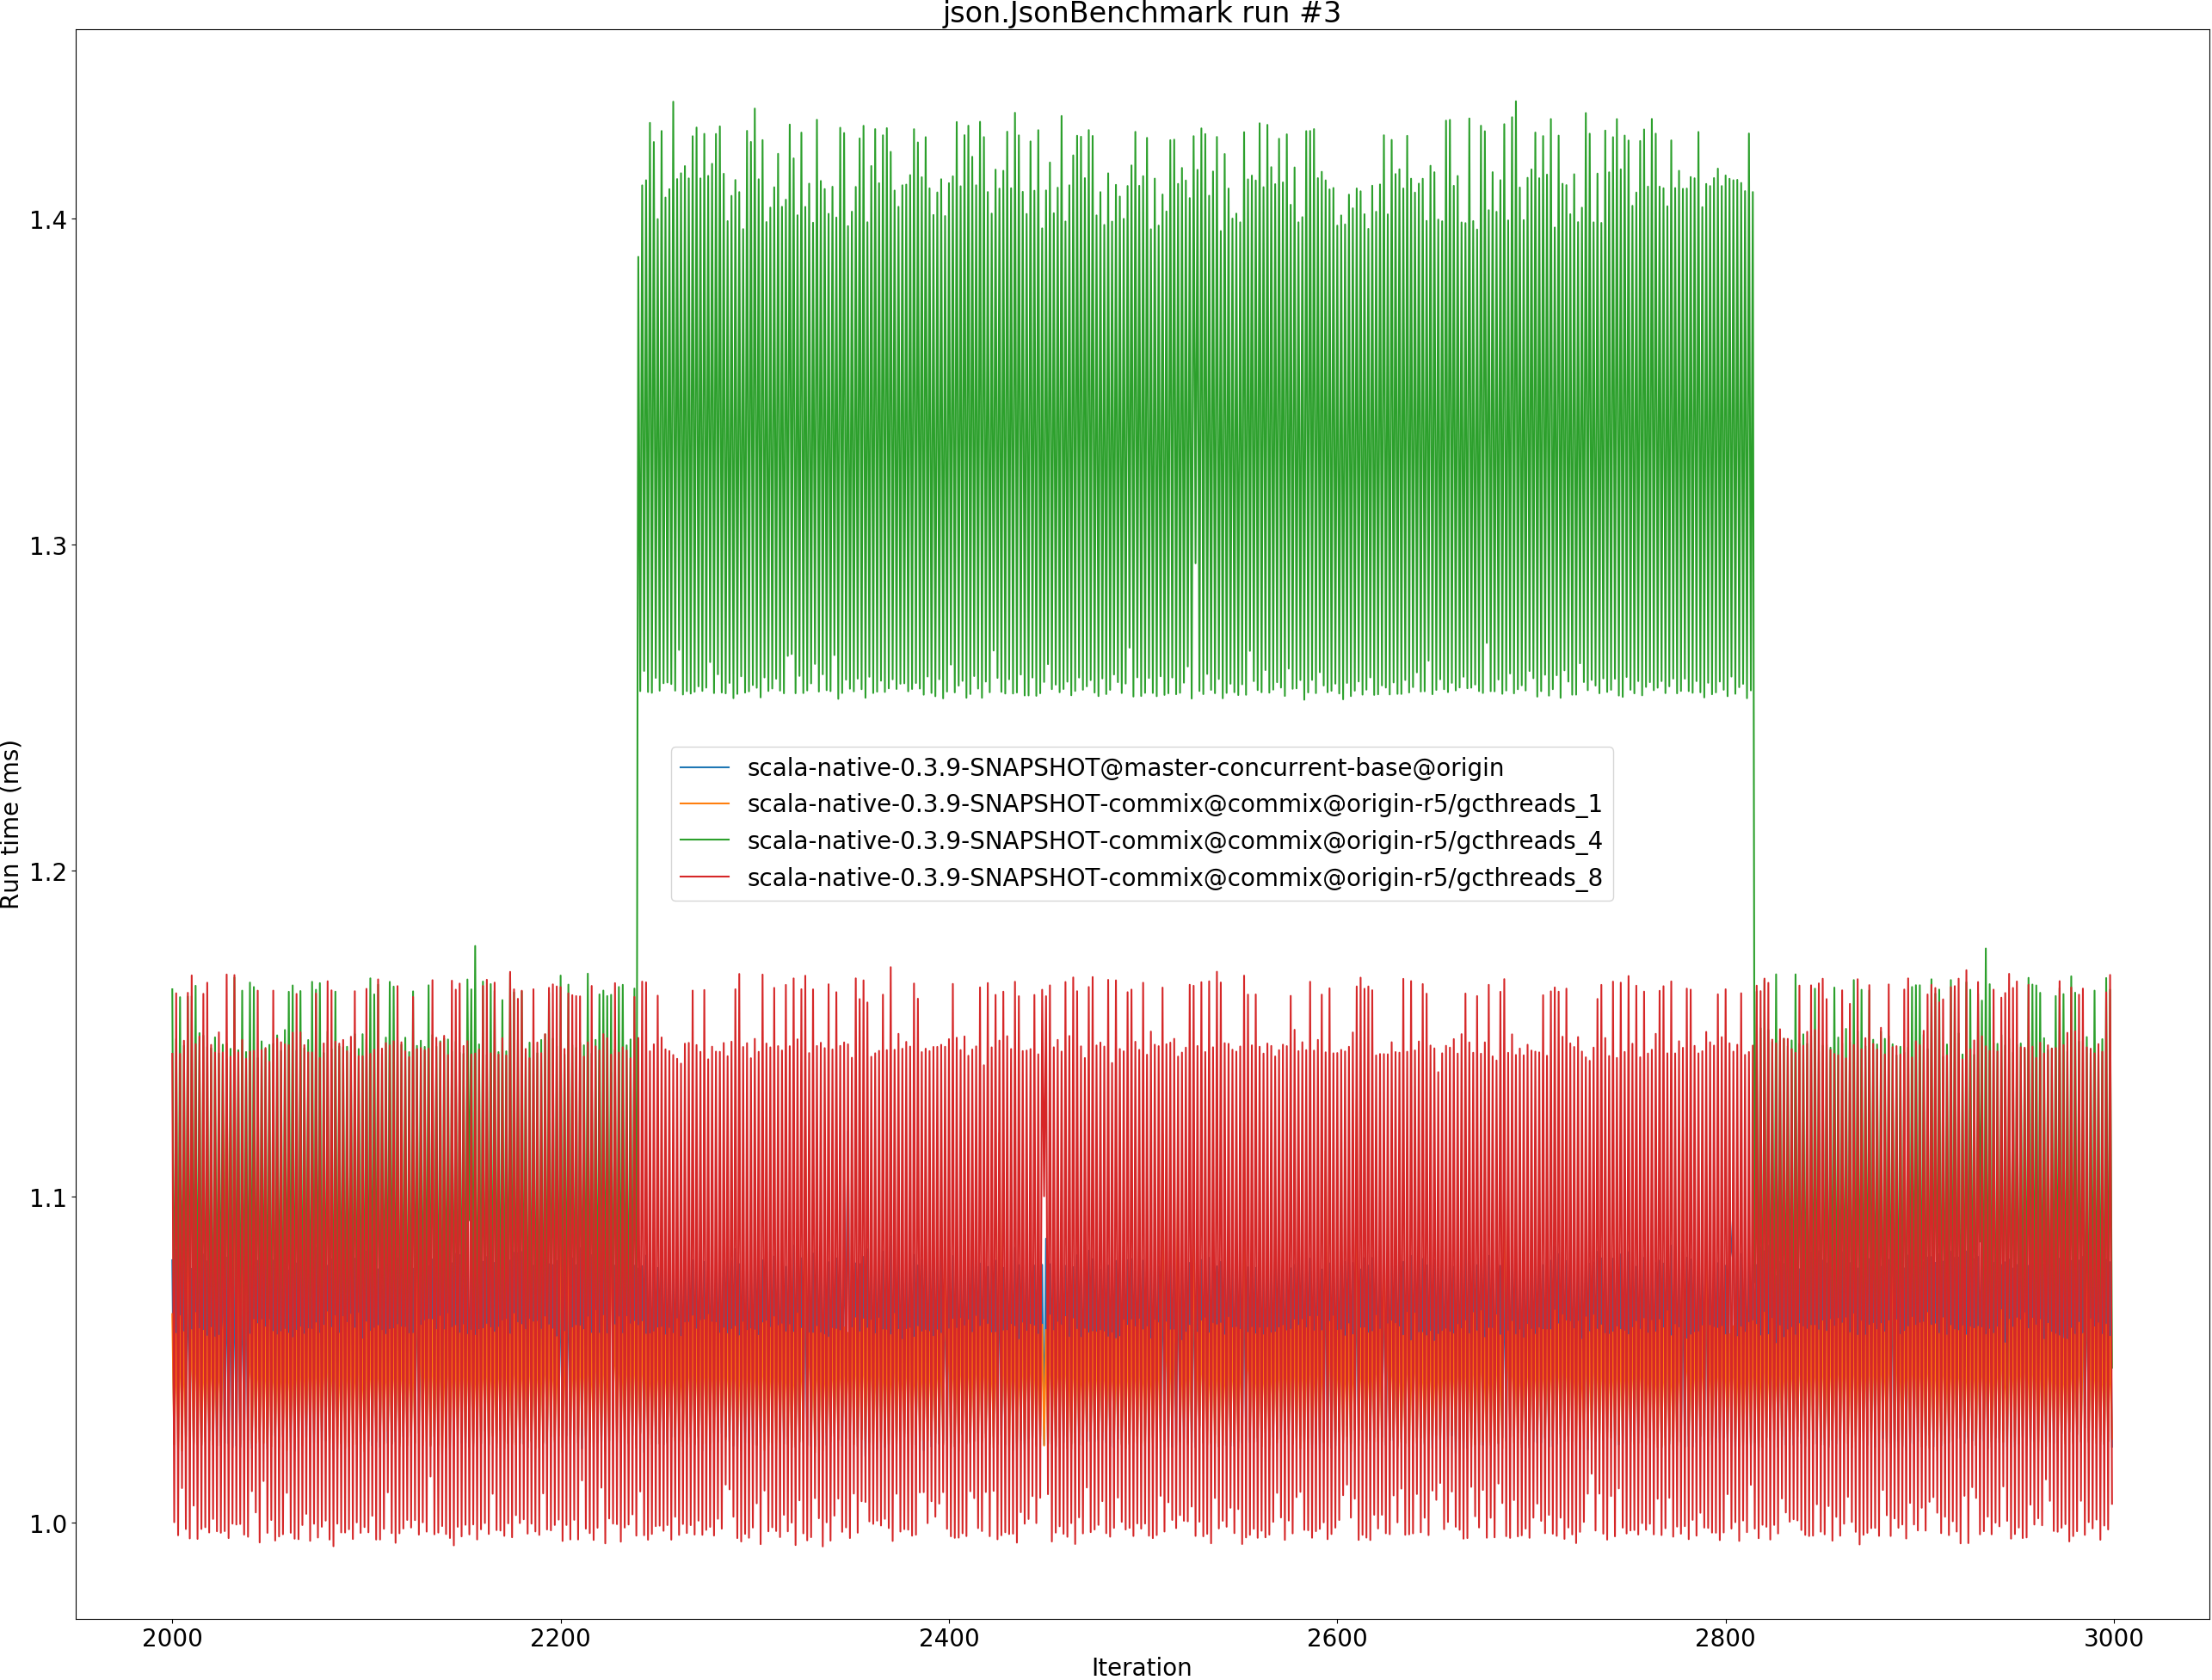 json.JsonBenchmark run #3
Run time (ms)
1.4
1.3
1.2
1.1
1.0
scala-native-0.3.9-SNAPSHOT@master-concurrent-base@origin
scala-native-0.3.9-SNAPSHOT-commix@commix@origin-r5/gcthreads_1
scala-native-0.3.9-SNAPSHOT-commix@commix@origin-r5/gcthreads_4
scala-native-0.3.9-SNAPSHOT-commix@commix@origin-r5/gcthreads_8
2000 2200 2400 2600 2800 3000
Iteration